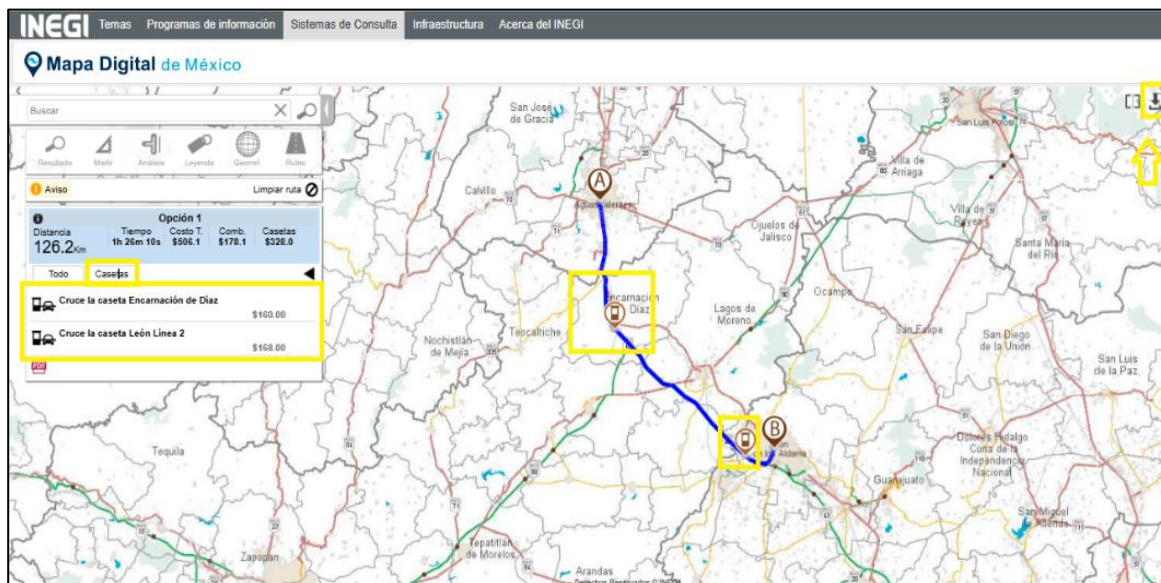 INEGI Temas Programas de información Sistemas de Consulta Infraestructura Acerca del INEGI
Mapa Digital de México
Buscar
Resultado Medir Análisis Leyenda Georref. Ruteo
Aviso Limpiar ruta
Opción 1
Distancia Tiempo Costo T. Comb. Casetas
126.2Km 1h 26m 10s $506.1 $178.1 $328.0
Todo Casetas
Cruce la caseta Encarnación de Díaz
$160.00
Cruce la caseta León Línea 2
$168.00
PDF
San José
de Gracia
San Luis Potosí
A
Calvillo
Villa de
Arriaga
Villa de
Reyes
Ojuelos de
Jalisco
Santa María
del Río
Encarnación
Díaz
Ocampo
Lagos de
Moreno
Teocaltiche
Nochistlán
de Mejía
San Felipe
San Diego
de la Unión
San Luis
de la Paz
B
Tequila
Dolores Hidalgo
Cuna de la
Independencia
Nacional
Guanajuato
San Miguel
de Allende
Zapopan
Tepatitlán
de Morelos
Arandas
Derechos Reservados © INEGI